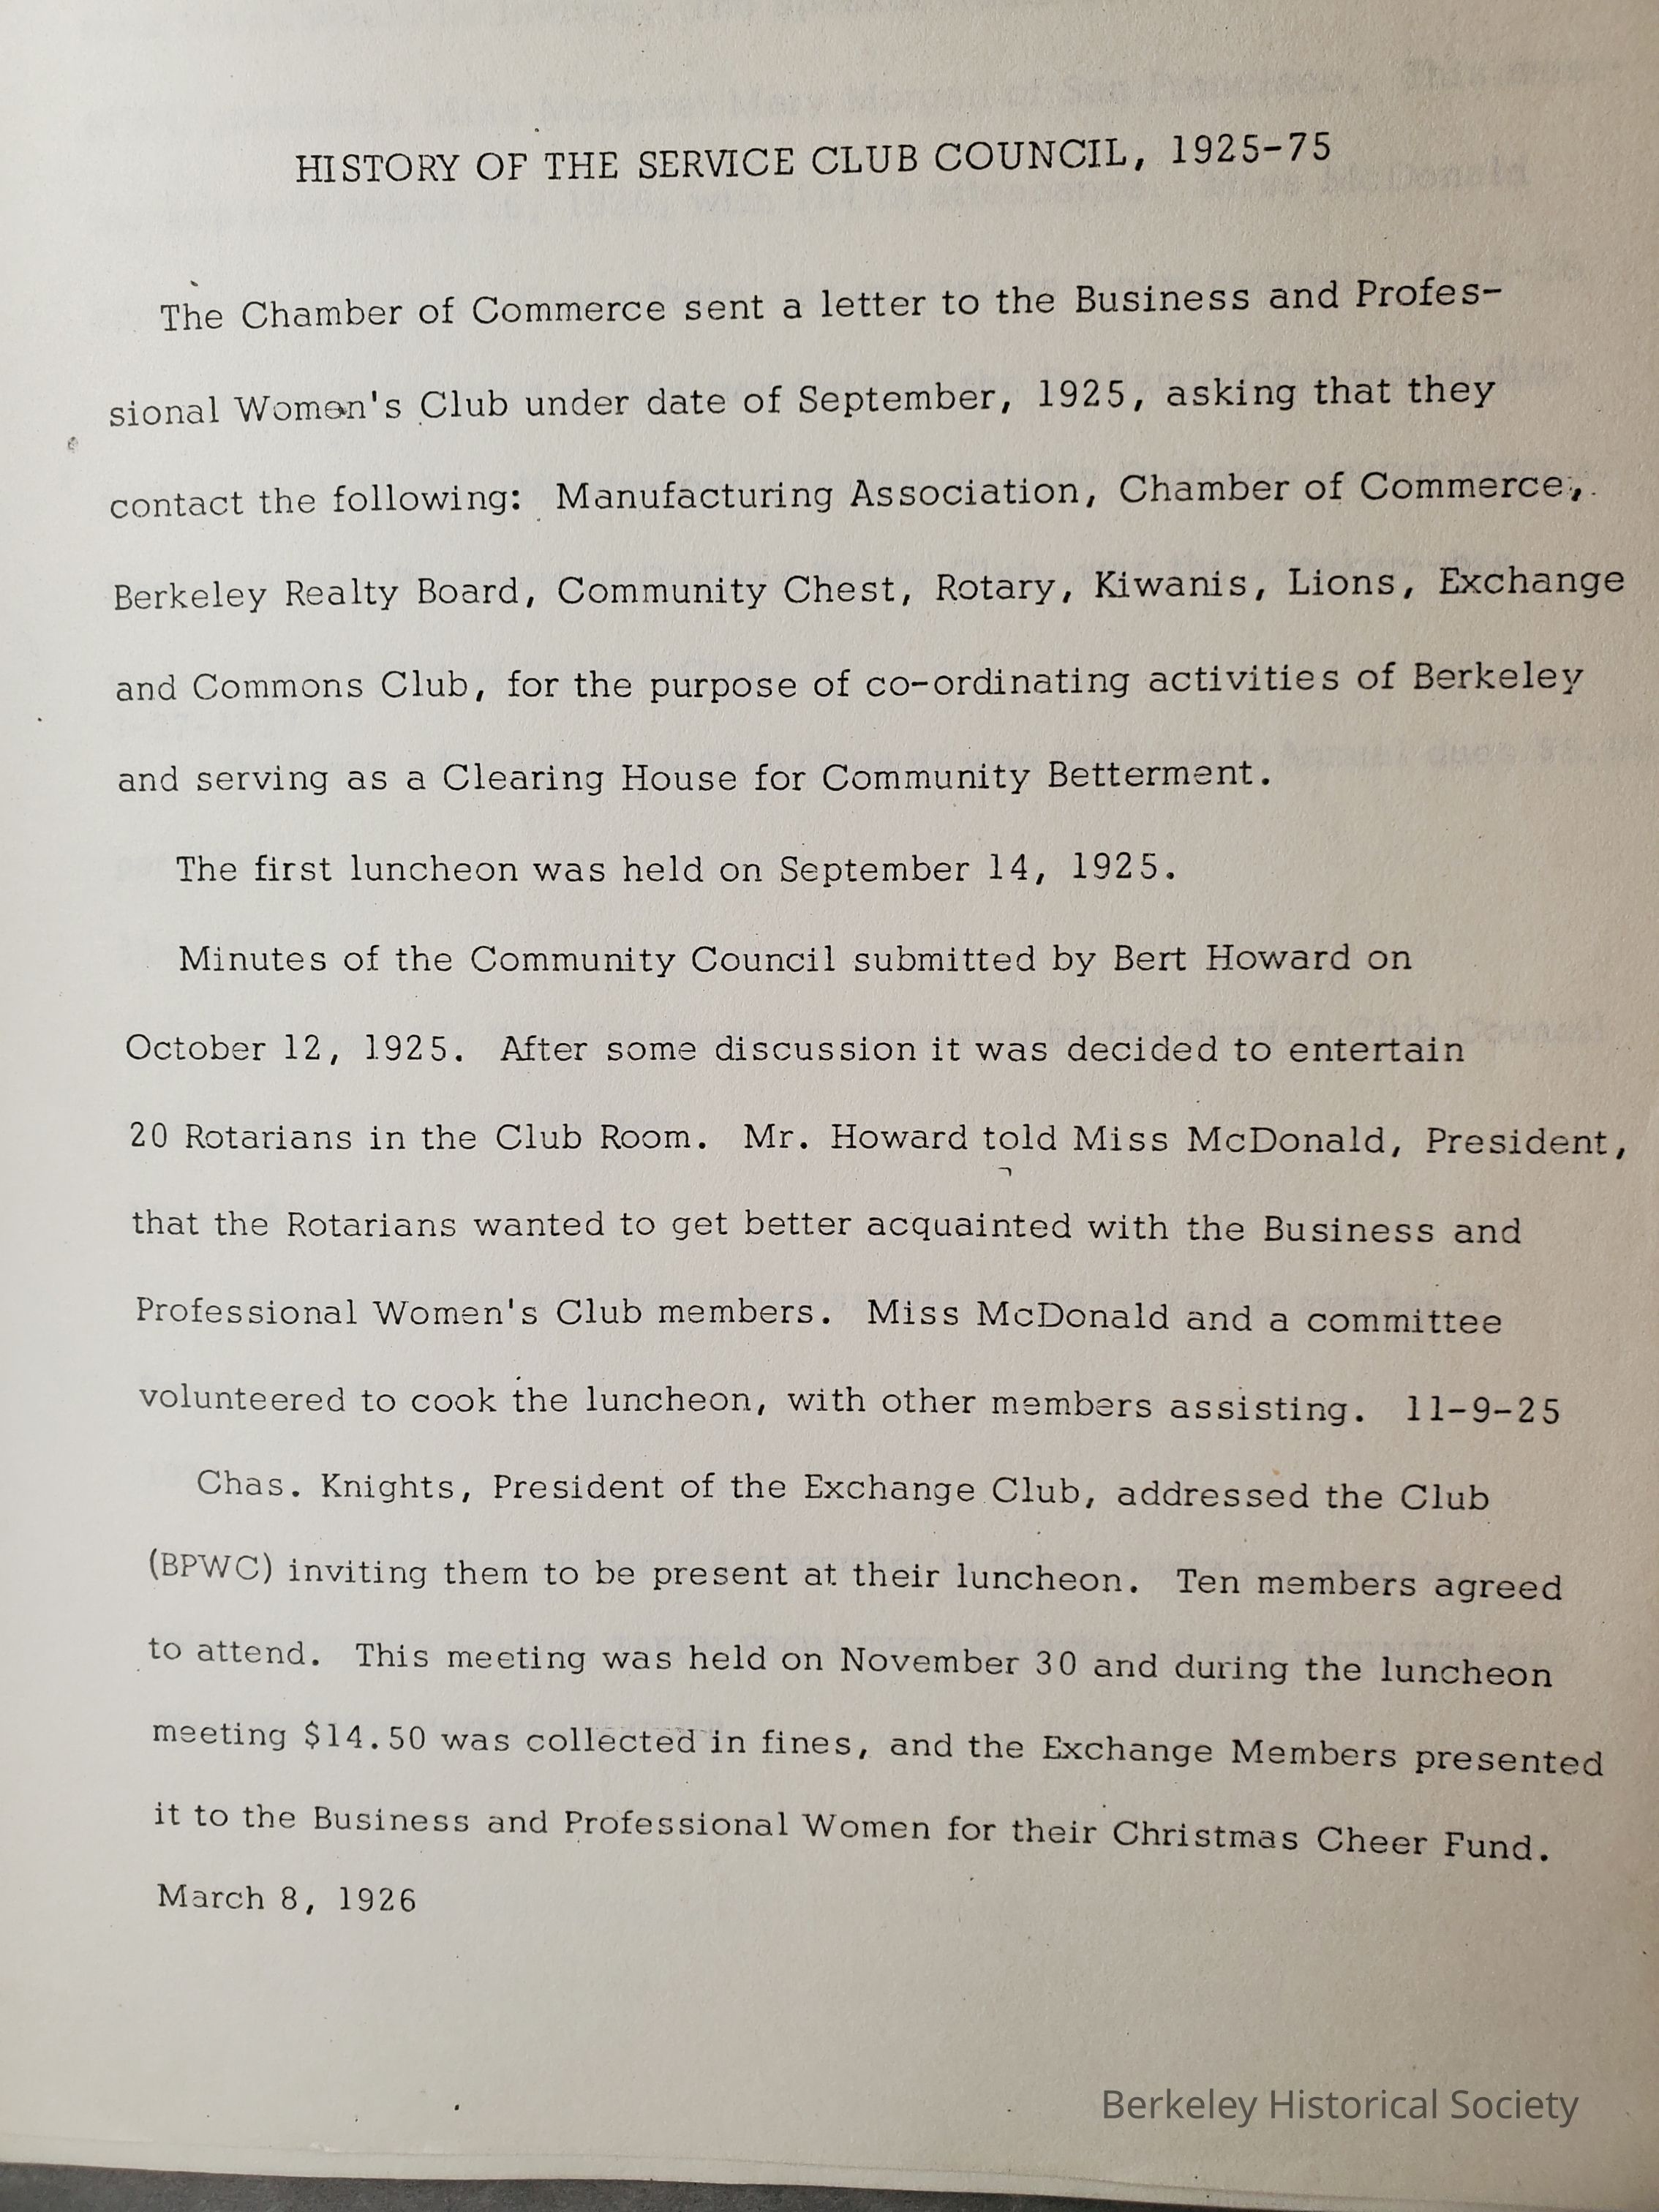 HISTORY OF THE SERVICE CLUB COUNCIL, 1925-75
The Chamber of Commerce sent a letter to the Business and Profes-
sional Women's Club under date of September, 1925, asking that they
contact the following: Manufacturing Association, Chamber of Commerce,
Berkeley Realty Board, Community Chest, Rotary, Kiwanis, Lions, Exchange
and Commons Club, for the purpose of co-ordinating activities of Berkeley
and serving as a Clearing House for Community Betterment.
The first luncheon was held on September 14, 1925.
Minutes of the Community Council submitted by Bert Howard on
October 12, 1925. After some discussion it was decided to entertain
20 Rotarians in the Club Room. Mr. Howard told Miss McDonald, President,
that the Rotarians wanted to get better acquainted with the Business and
Professional Women's Club members. Miss McDonald and a committee
volunteered to cook the luncheon, with other members assisting. 11-9-25
Chas. Knights, President of the Exchange Club, addressed the Club
(BPWC) inviting them to be present at their luncheon. Ten members agreed
to attend. This meeting was held on November 30 and during the luncheon
meeting $14.50 was collected in fines, and the Exchange Members presented
it to the Business and Professional Women for their Christmas Cheer Fund.
March 8, 1926
Berkeley Historical Society